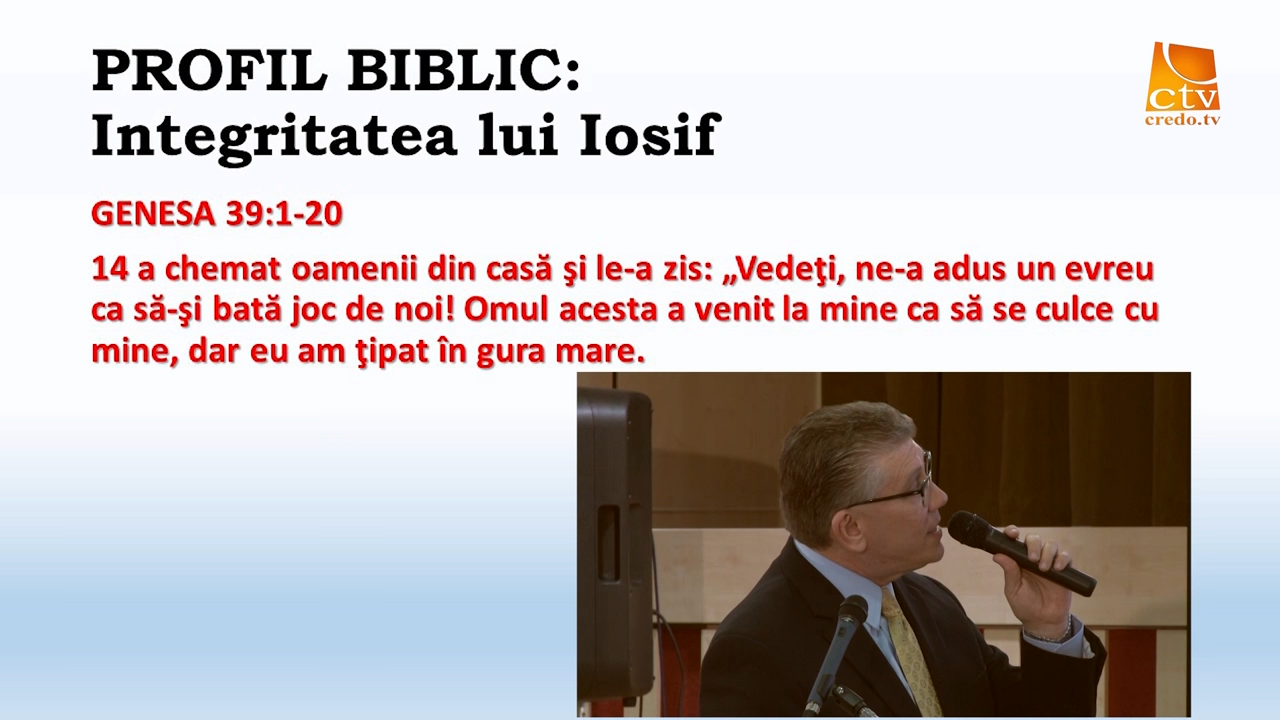 PROFIL BIBLIC:
Integritatea lui Iosif
ctv
credo.tv
GENESA 39:1-20
14 a chemat oamenii din casă şi le-a zis: „Vedeţi, ne-a adus un evreu
ca să-şi bată joc de noi! Omul acesta a venit la mine ca să se culce cu
mine, dar eu am ţipat în gura mare.